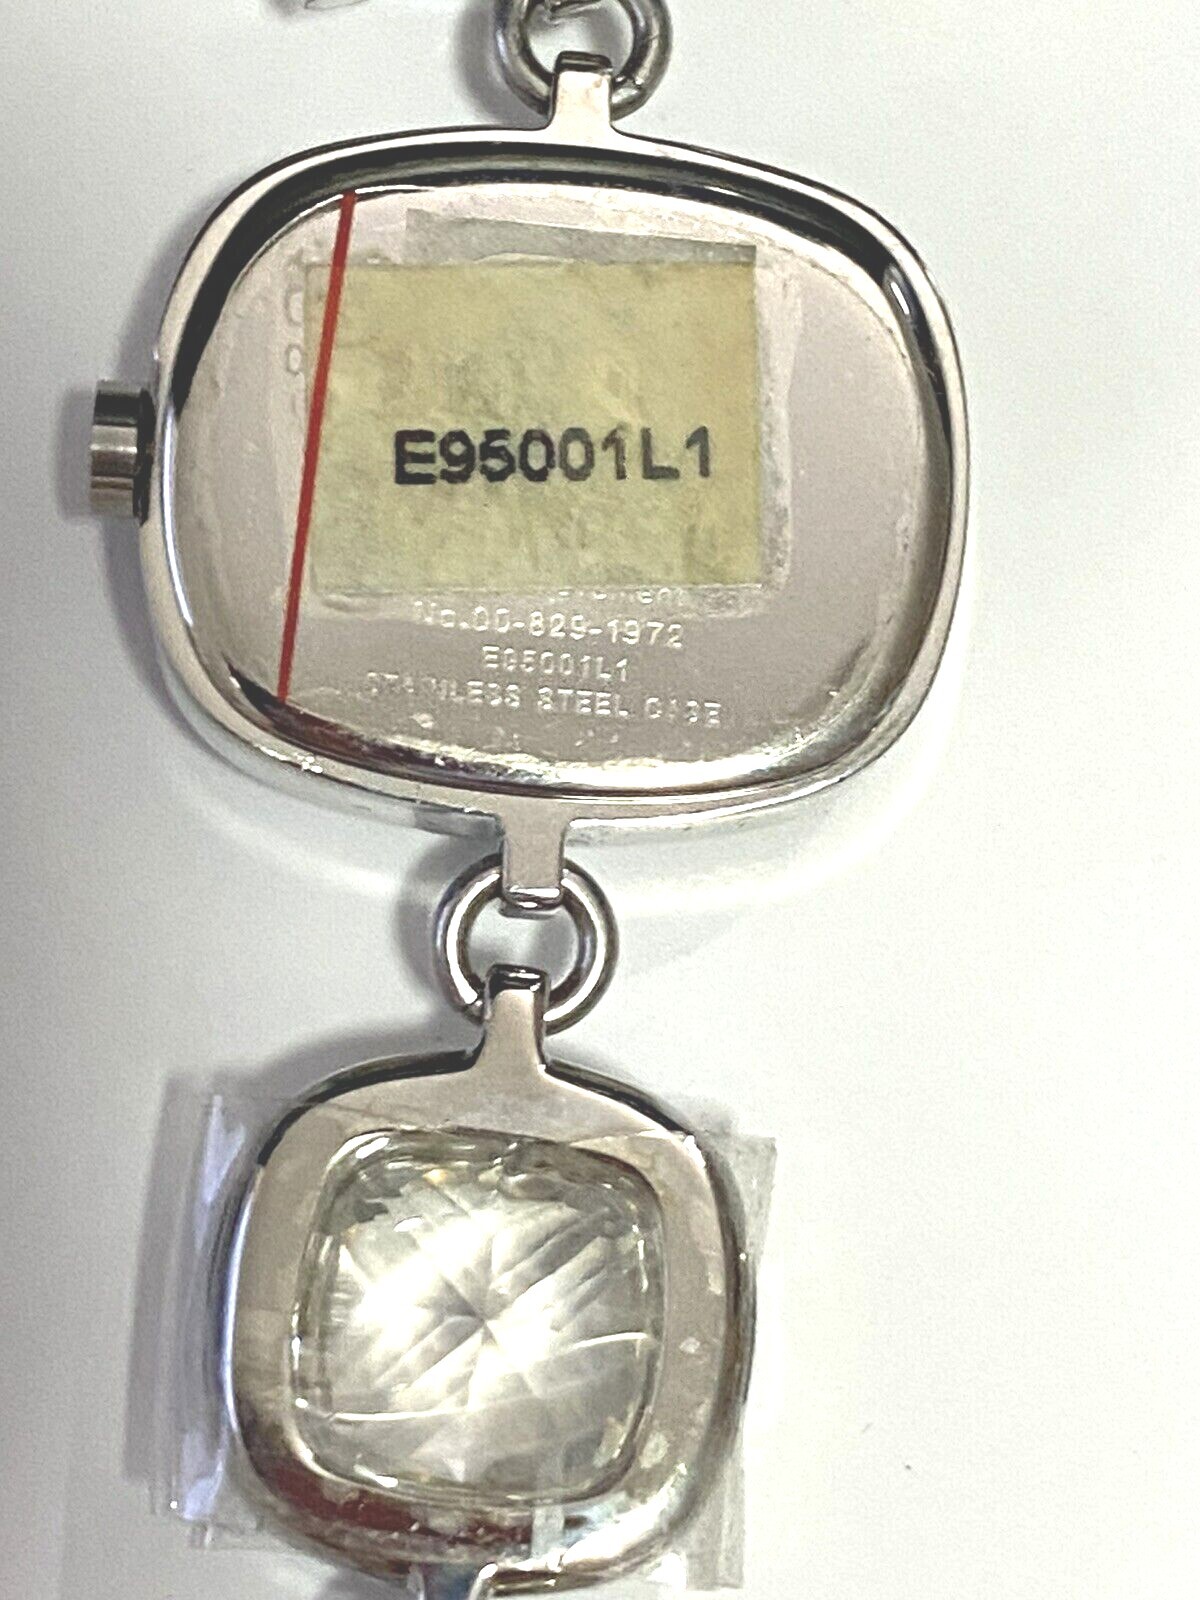 E95001L1
No.00-829-1972
E95001L1
STAINLESS STEEL CASE